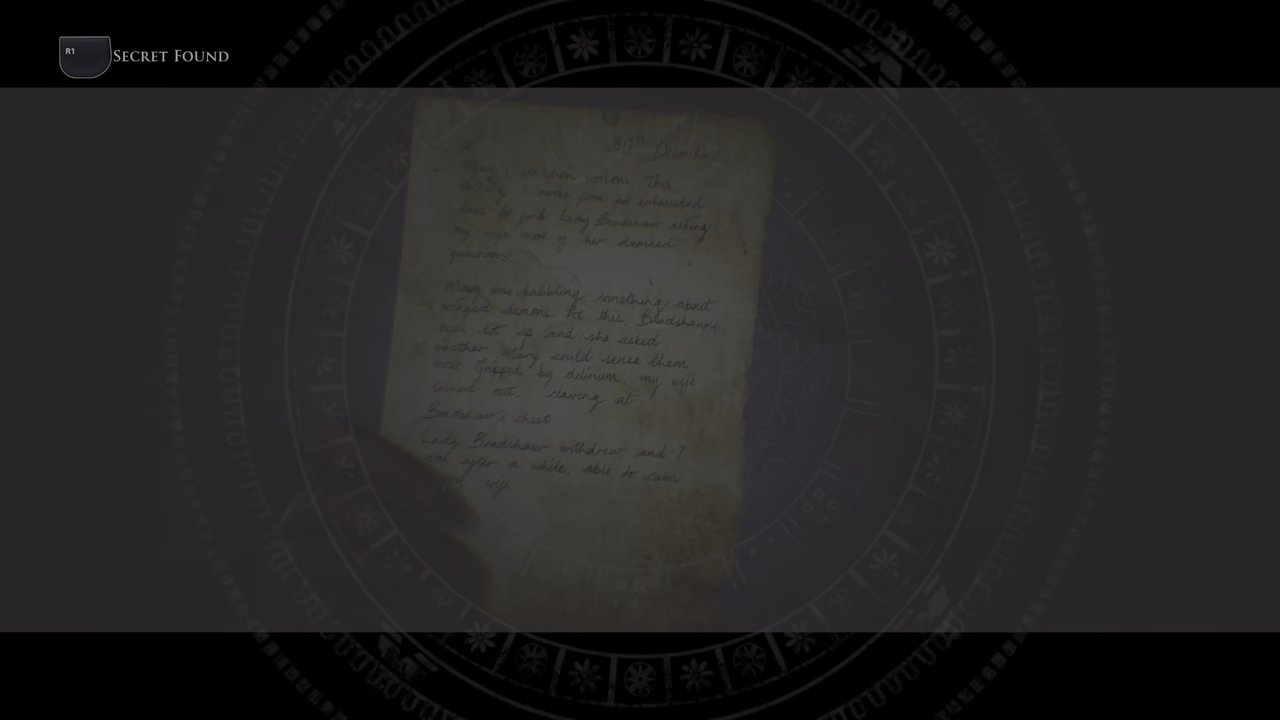 R1
SECRET FOUND
30th December
Mary's condition worsens. This
evening I awoke from an exhausted
doze to find Lady Bradshaw asking
my wife more of her damned
questions.
Mary was babbling something about
winged demons. At this, Bradshaw's
eyes lit up and she asked
whether Mary could sense them
now. Gripped by delirium, my wife
lashed out, clawing at
Bradshaw's chest
Lady Bradshaw withdrew, and I
was, after a while, able to calm
my wife